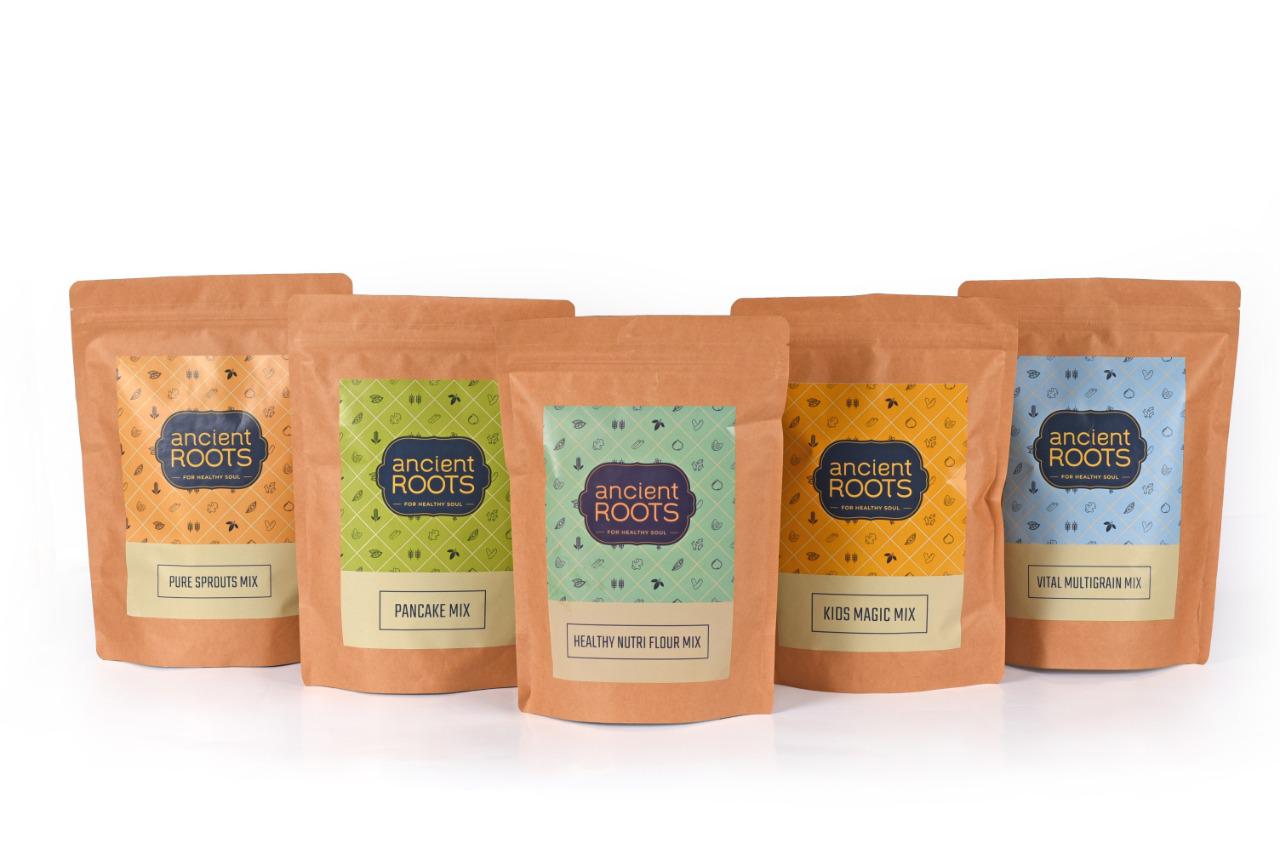 ancient
ROOTS
FOR HEALTHY SOUL
PURE SPROUTS MIX
ancient
ROOTS
FOR HEALTHY SOUL
PANCAKE MIX
ancient
ROOTS
FOR HEALTHY SOUL
HEALTHY NUTRI FLOUR MIX
ancient
ROOTS
FOR HEALTHY SOUL
KIDS MAGIC MIX
ancient
ROOTS
FOR HEALTHY SOUL
VITAL MULTIGRAIN MIX